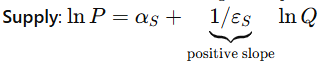 Supply: ln P = α_S + 1/ε_S ln Q
positive slope